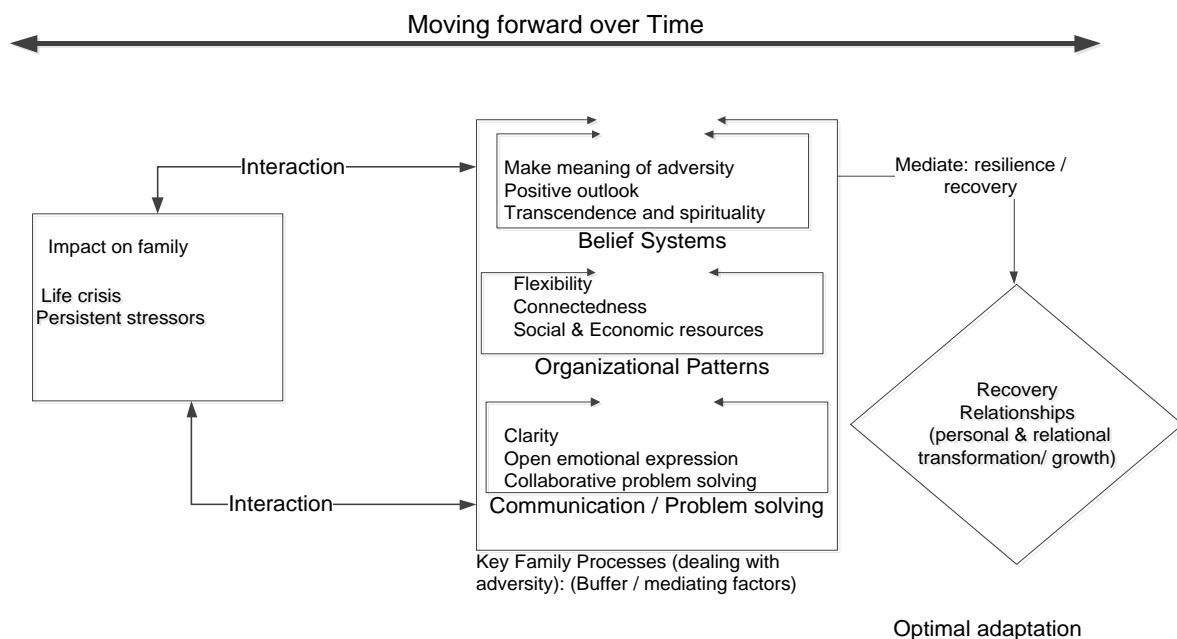 Moving forward over Time
Interaction
Impact on family
Life crisis
Persistent stressors
Interaction
Make meaning of adversity
Positive outlook
Transcendence and spirituality
Belief Systems
Flexibility
Connectedness
Social & Economic resources
Organizational Patterns
Clarity
Open emotional expression
Collaborative problem solving
Communication / Problem solving
Key Family Processes (dealing with
adversity): (Buffer / mediating factors)
Mediate: resilience /
recovery
Recovery
Relationships
(personal & relational
transformation/ growth)
Optimal adaptation